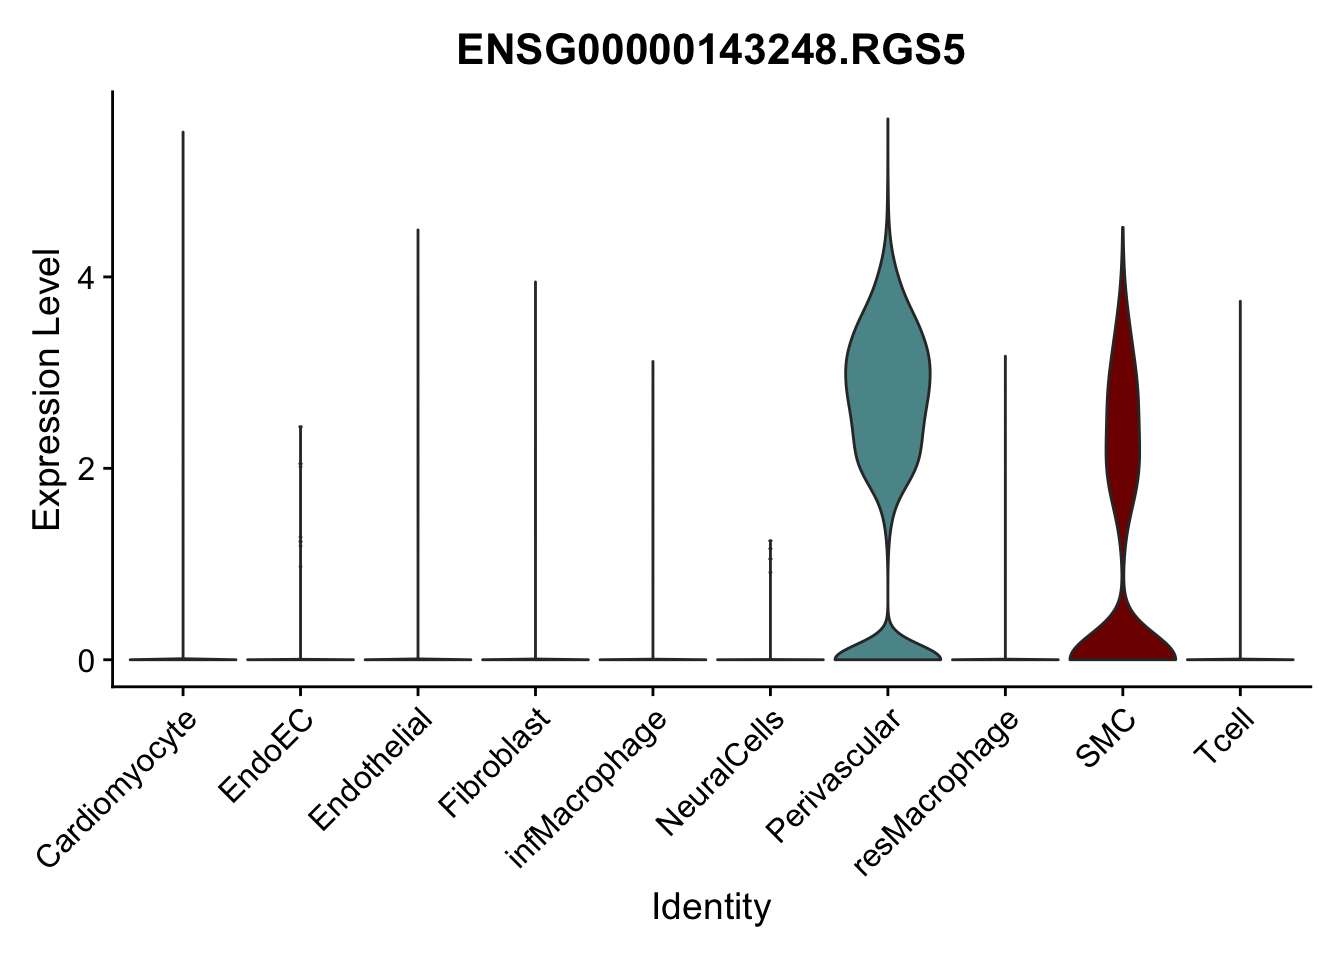 ENSG00000143248.RGS5
Expression Level
4
2
0
Cardiomyocyte
EndoEC
Endothelial
Fibroblast
infMacrophage
NeuralCells
Perivascular
resMacrophage
SMC
Tcell
Identity